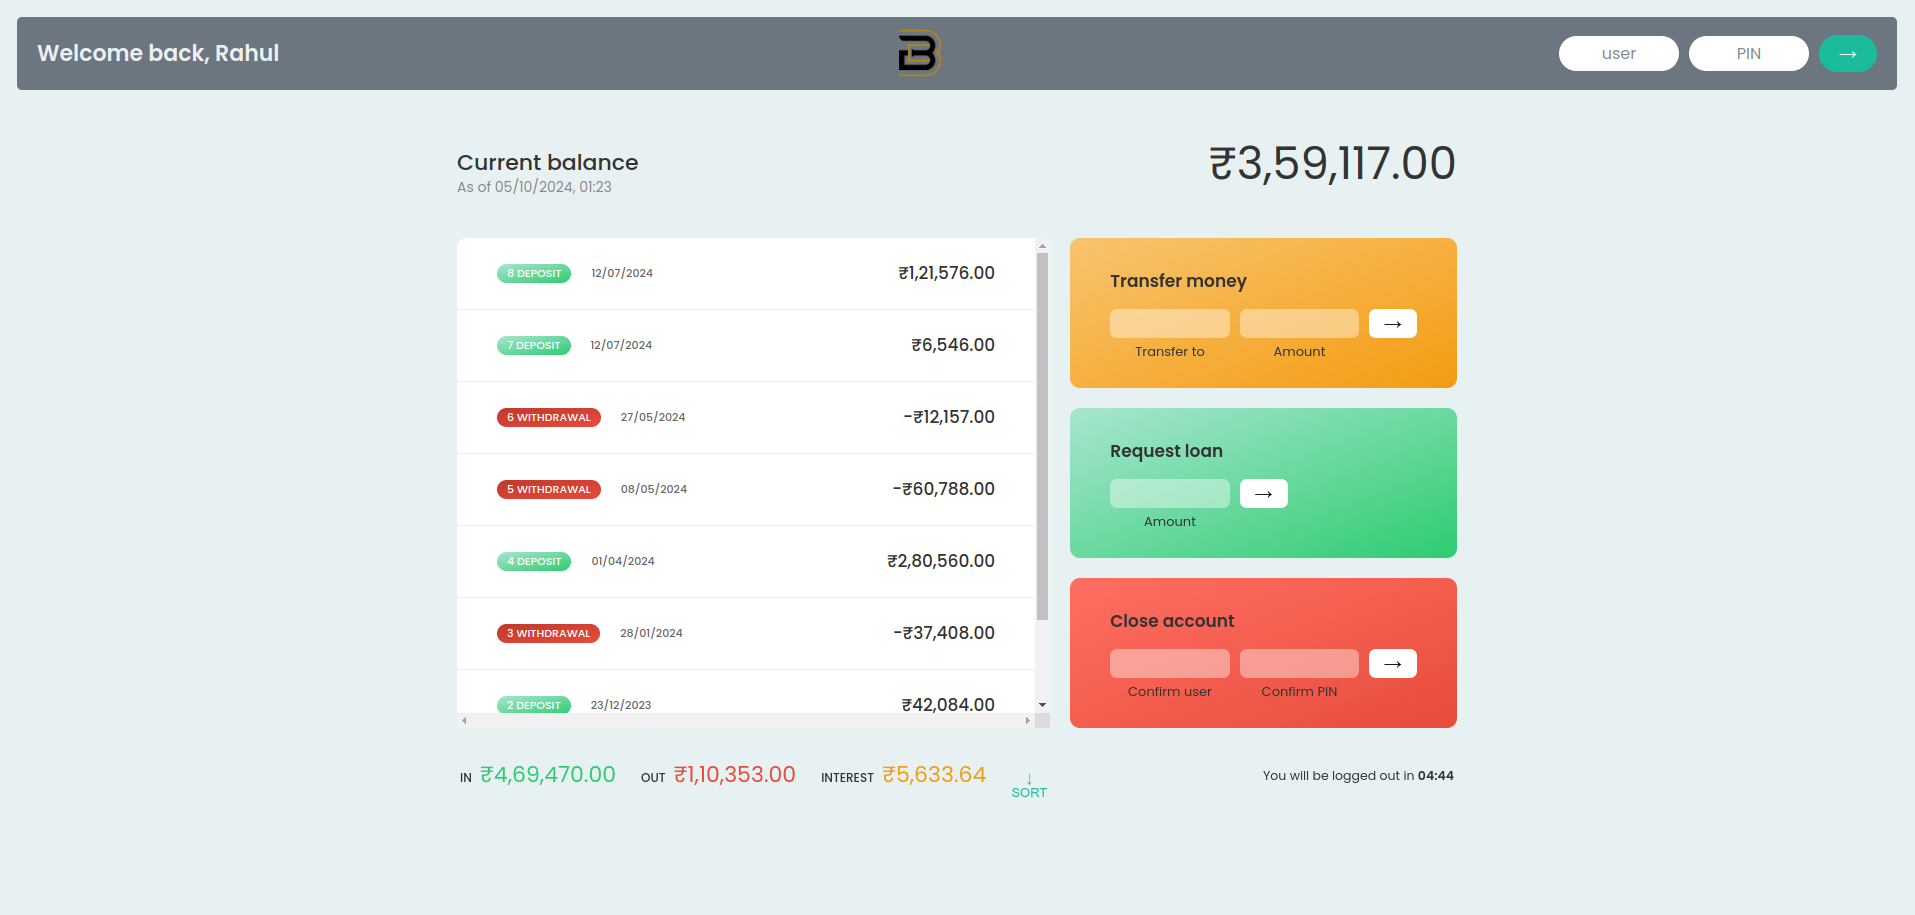 Welcome back, Rahul
B
user
PIN
→
Current balance
As of 05/10/2024, 01:23
₹3,59,117.00
8 DEPOSIT 12/07/2024 ₹1,21,576.00
7 DEPOSIT 12/07/2024 ₹6,546.00
6 WITHDRAWAL 27/05/2024 -₹12,157.00
5 WITHDRAWAL 08/05/2024 -₹60,788.00
4 DEPOSIT 01/04/2024 ₹2,80,560.00
3 WITHDRAWAL 28/01/2024 -₹37,408.00
2 DEPOSIT 23/12/2023 ₹42,084.00
Transfer money
→
Transfer to Amount
Request loan
→
Amount
Close account
→
Confirm user Confirm PIN
IN ₹4,69,470.00 OUT ₹1,10,353.00 INTEREST ₹5,633.64
↓
SORT
You will be logged out in 04:44